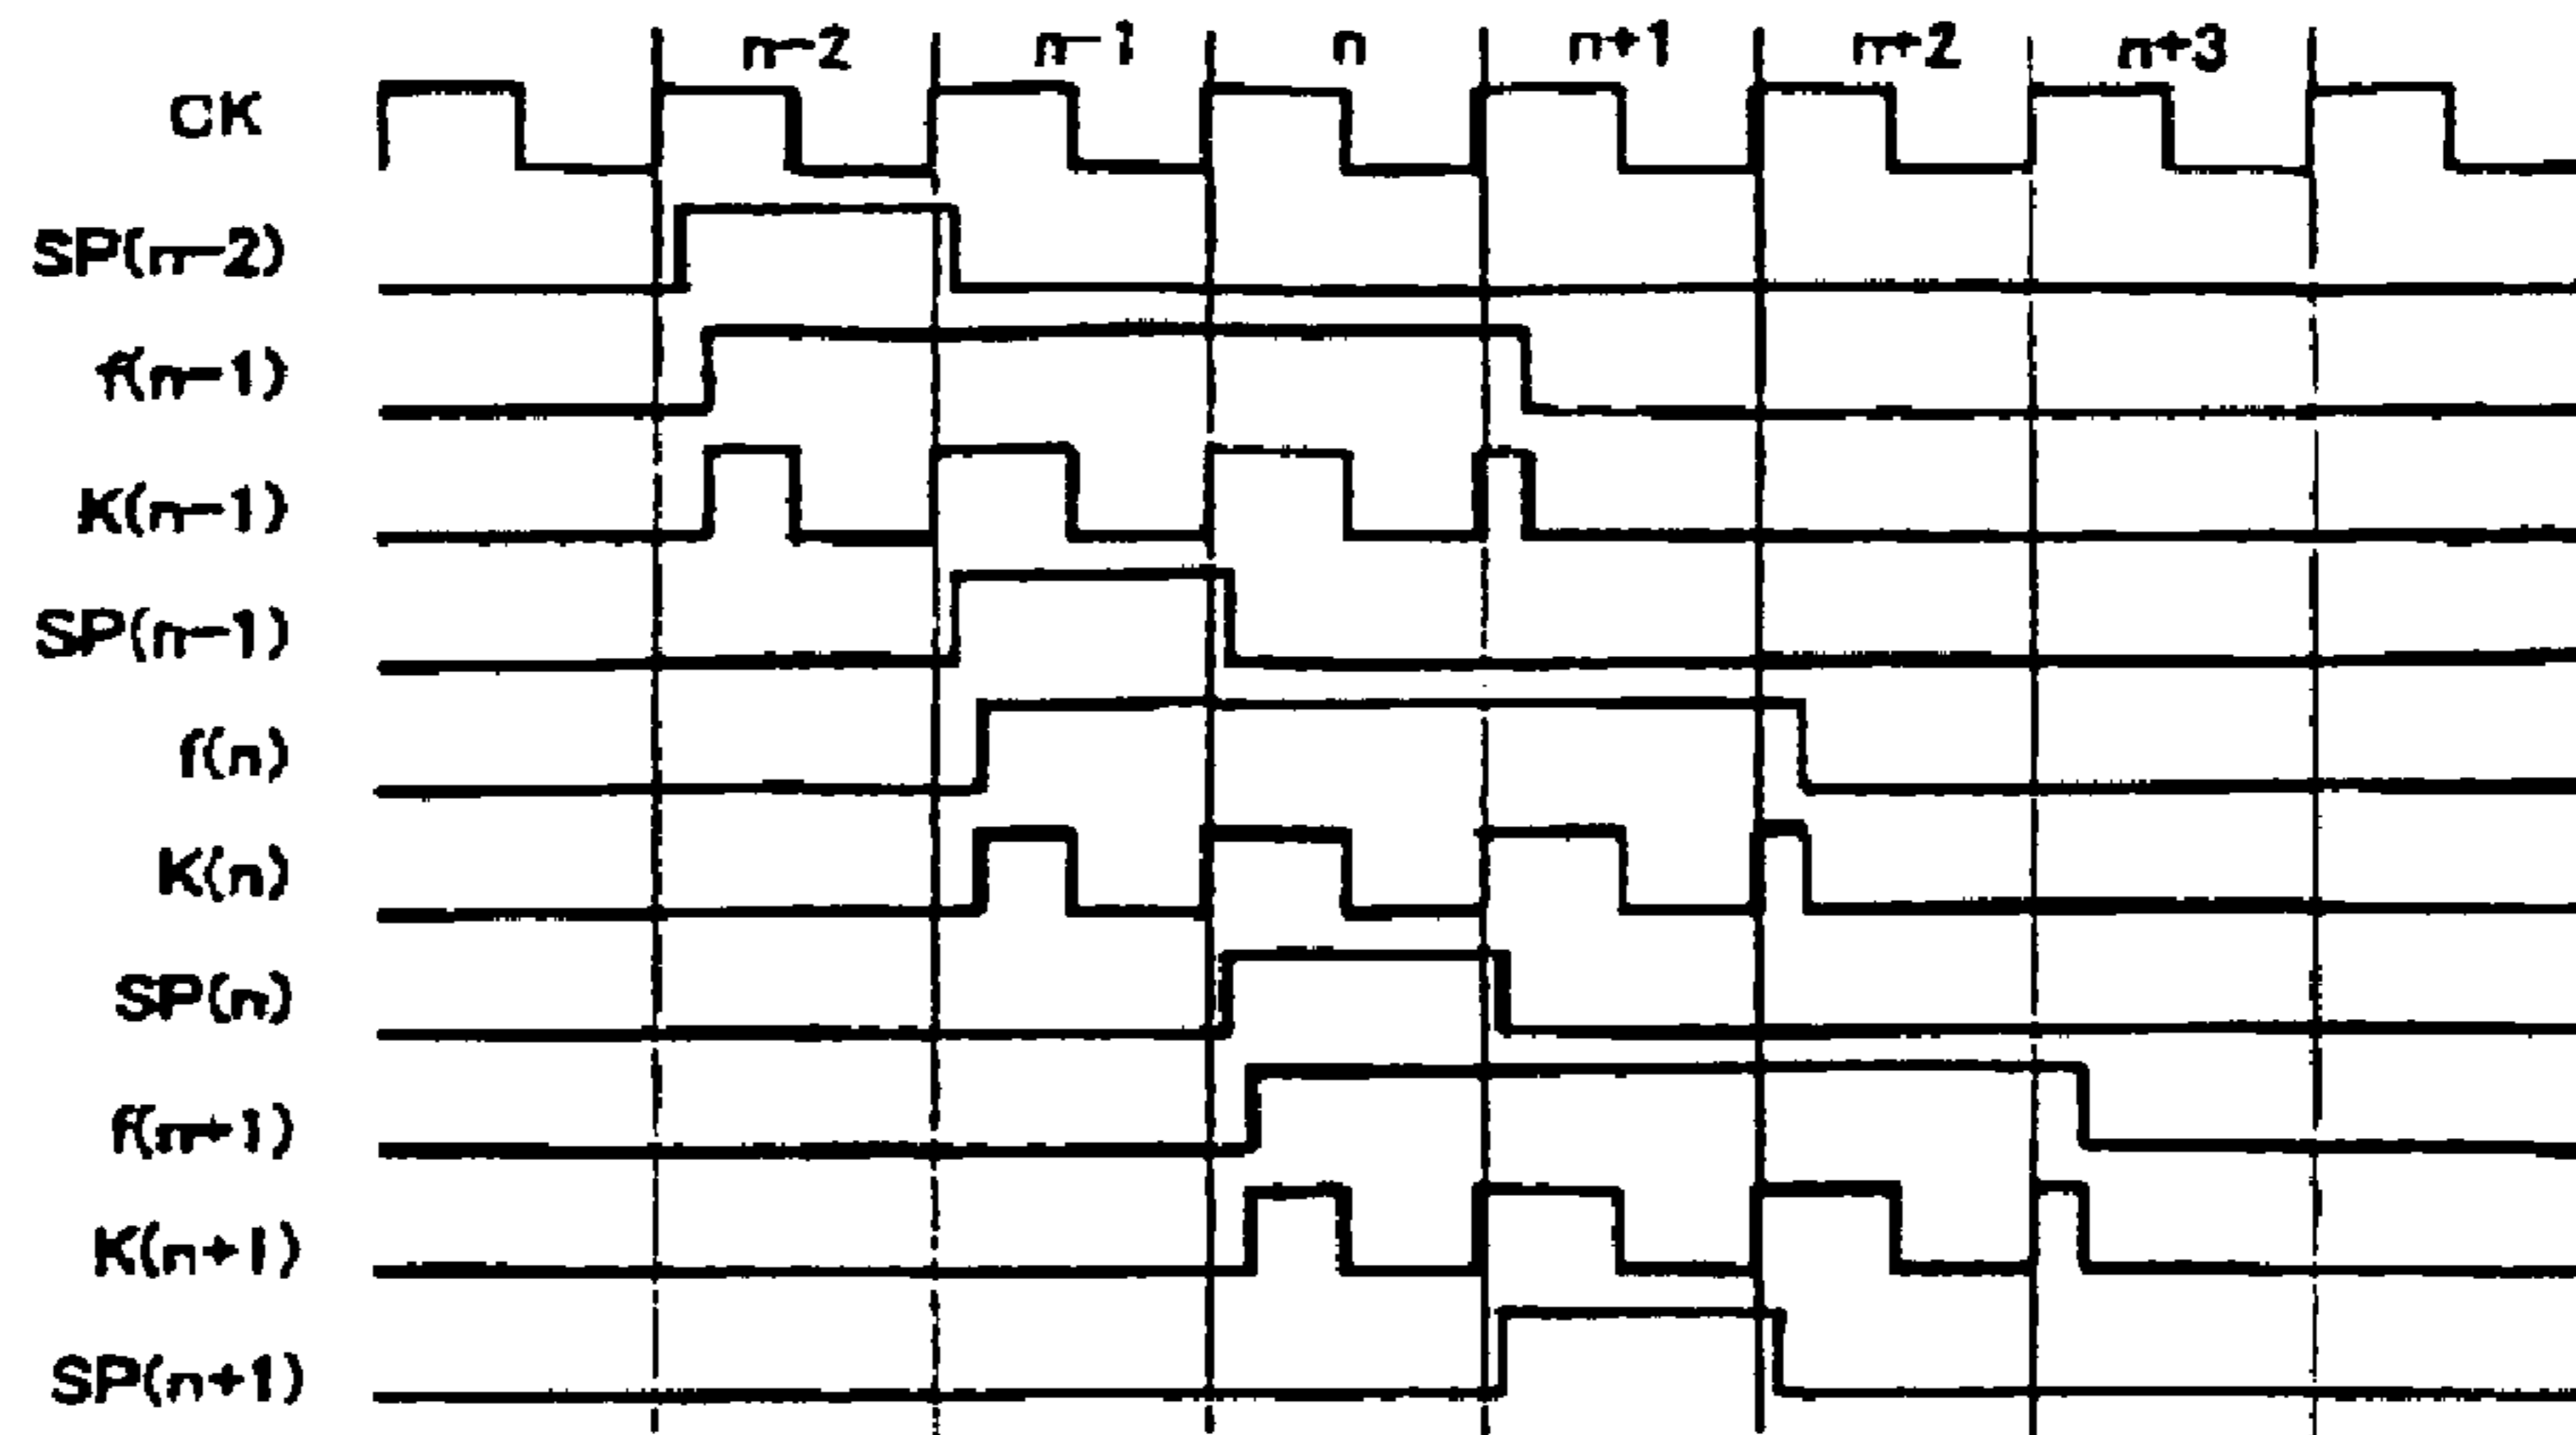 n-2 n-1 n n+1 n+2 n+3
CK
SP(n-2)
f(n-1)
K(n-1)
SP(n-1)
f(n)
K(n)
SP(n)
f(n+1)
K(n+1)
SP(n+1)